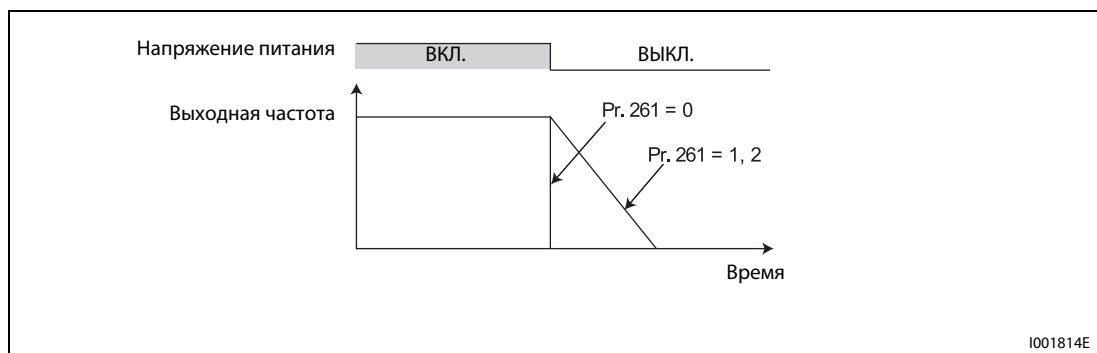 Напряжение питания
ВКЛ.
ВЫКЛ.
Выходная частота
Pr. 261 = 0
Pr. 261 = 1, 2
Время
I001814E